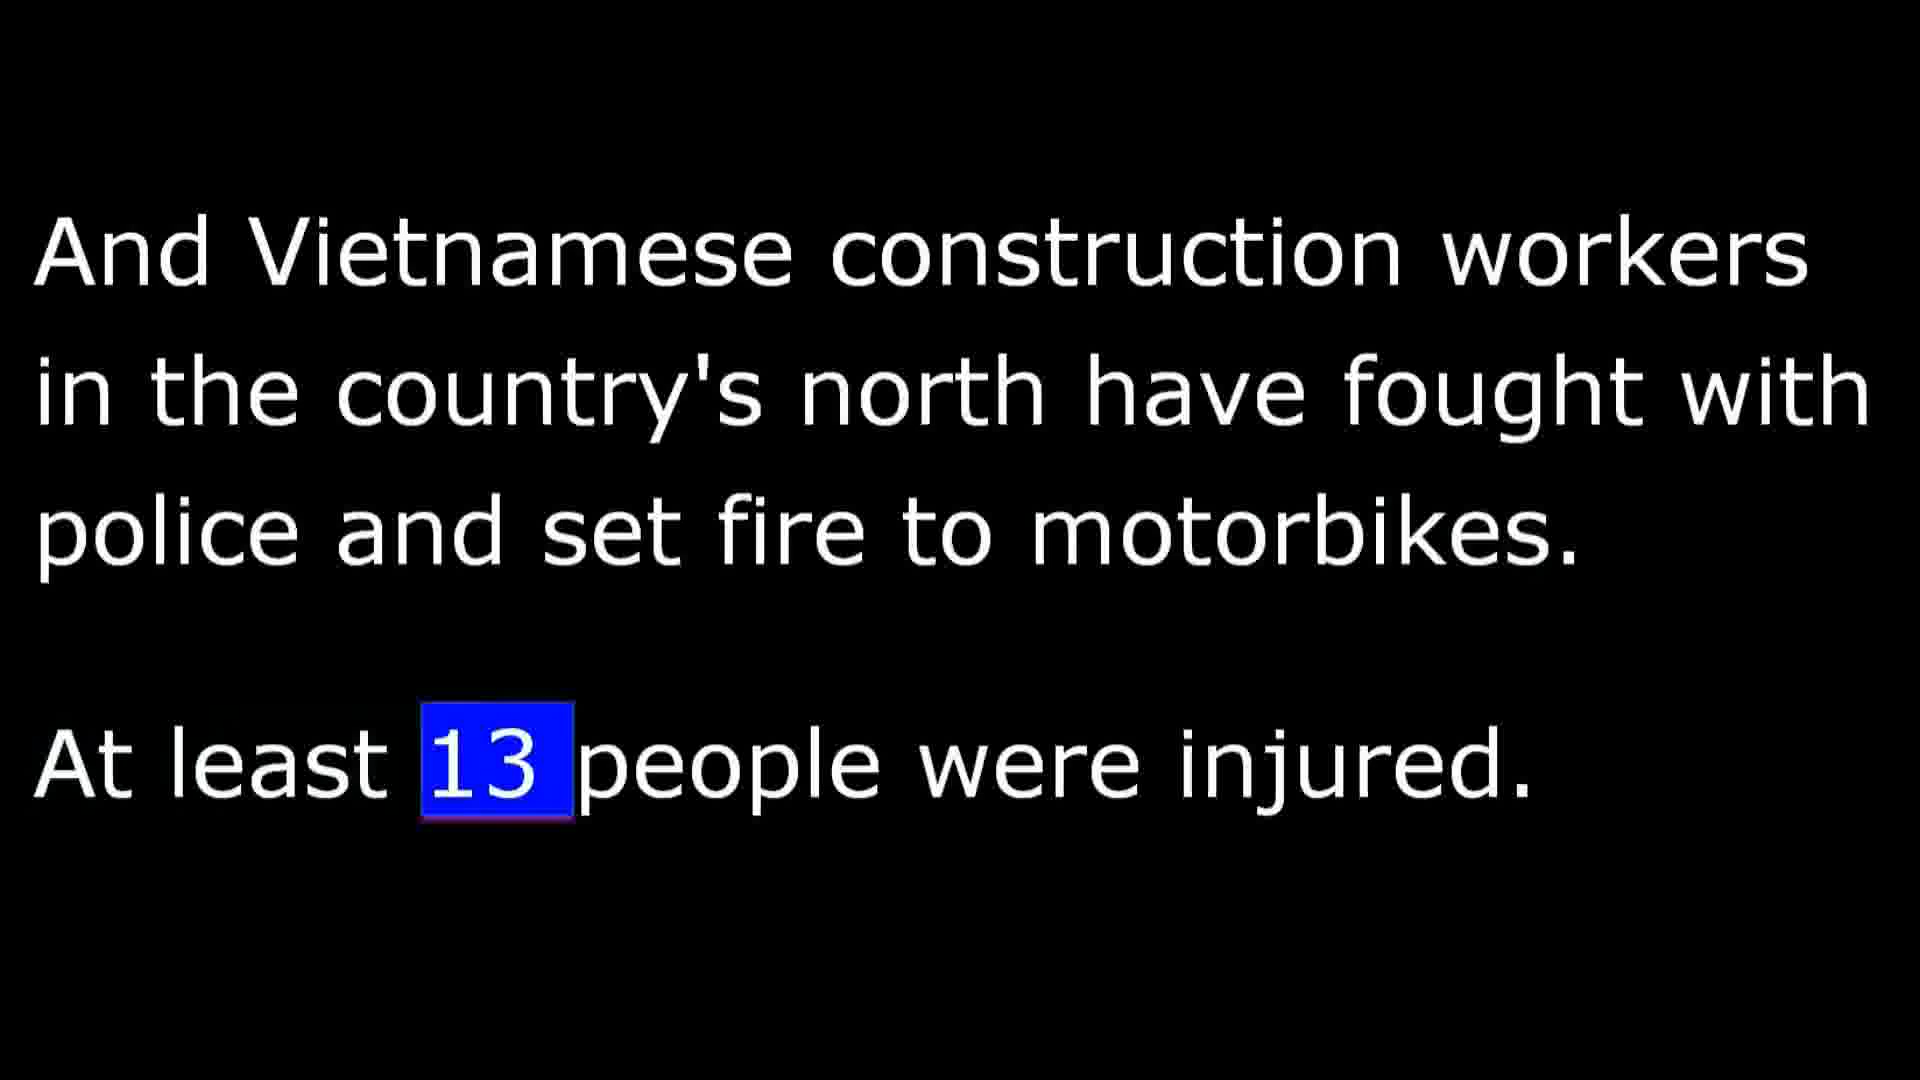 And Vietnamese construction workers
in the country's north have fought with
police and set fire to motorbikes.
At least 13 people were injured.